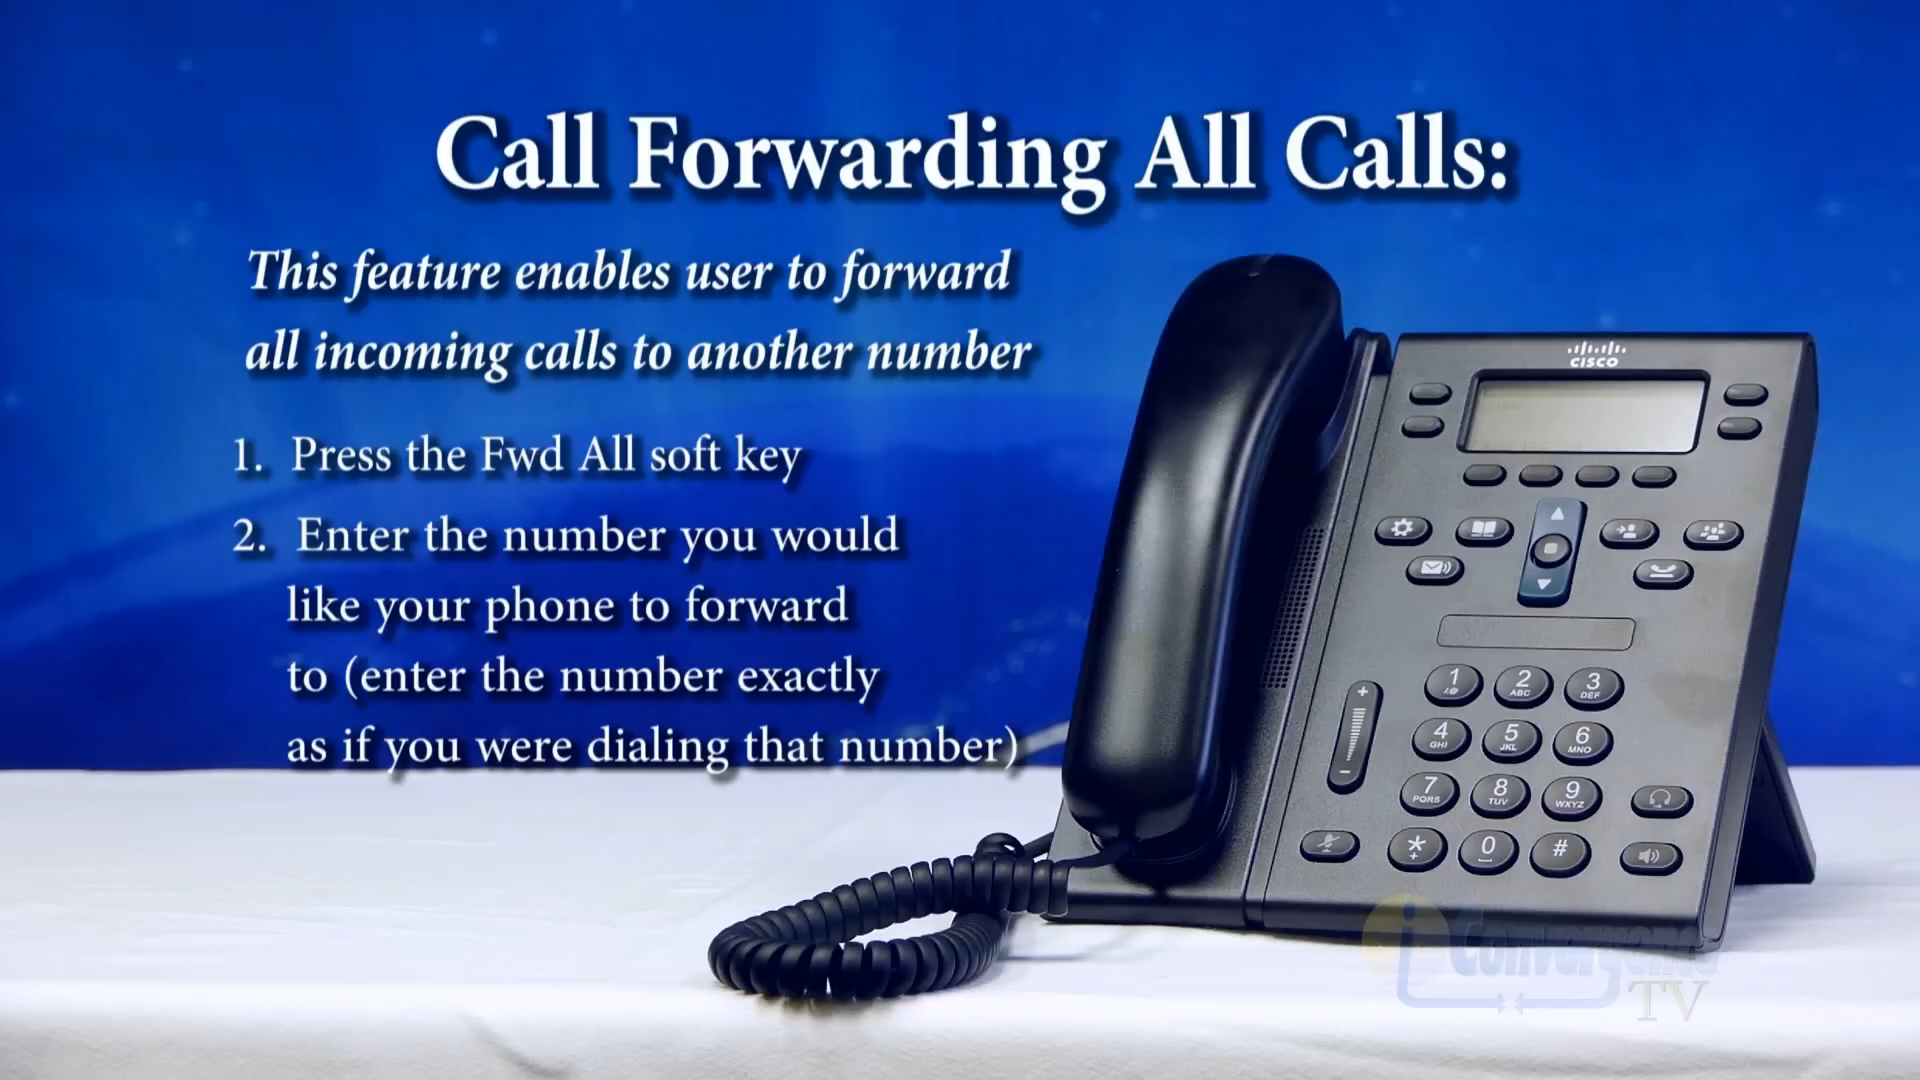 Call Forwarding All Calls:
This feature enables user to forward
all incoming calls to another number
1. Press the Fwd All soft key
2. Enter the number you would
like your phone to forward
to (enter the number exactly
as if you were dialing that number)
CISCO
1
2 ABC
3 DEF
4 GHI
5 JKL
6 MNO
7 PQRS
8 TUV
9 WXYZ
*
0
#
+
-
i
TV